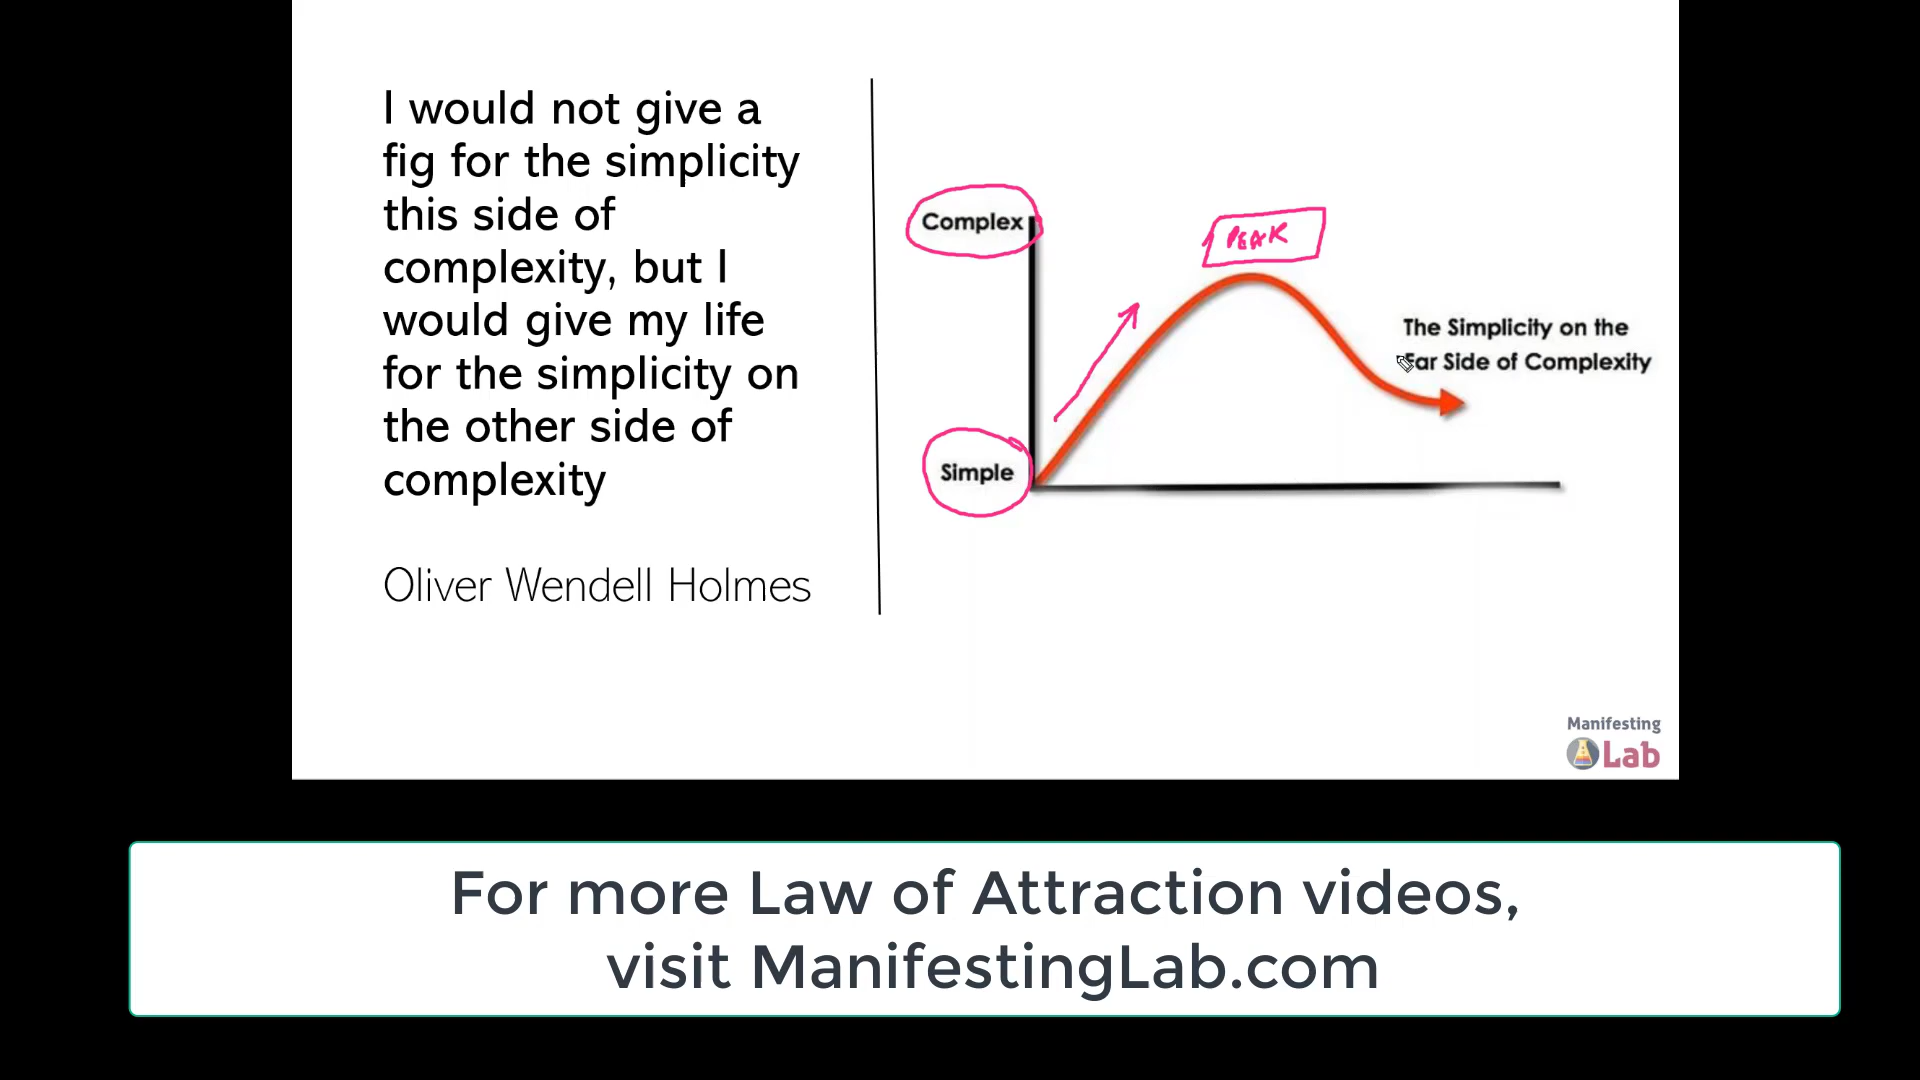 I would not give a
fig for the simplicity
this side of
complexity, but I
would give my life
for the simplicity on
the other side of
complexity
Oliver Wendell Holmes
Complex
PEAK
The Simplicity on the
Far Side of Complexity
Simple
Manifesting
Lab
For more Law of Attraction videos,
visit ManifestingLab.com